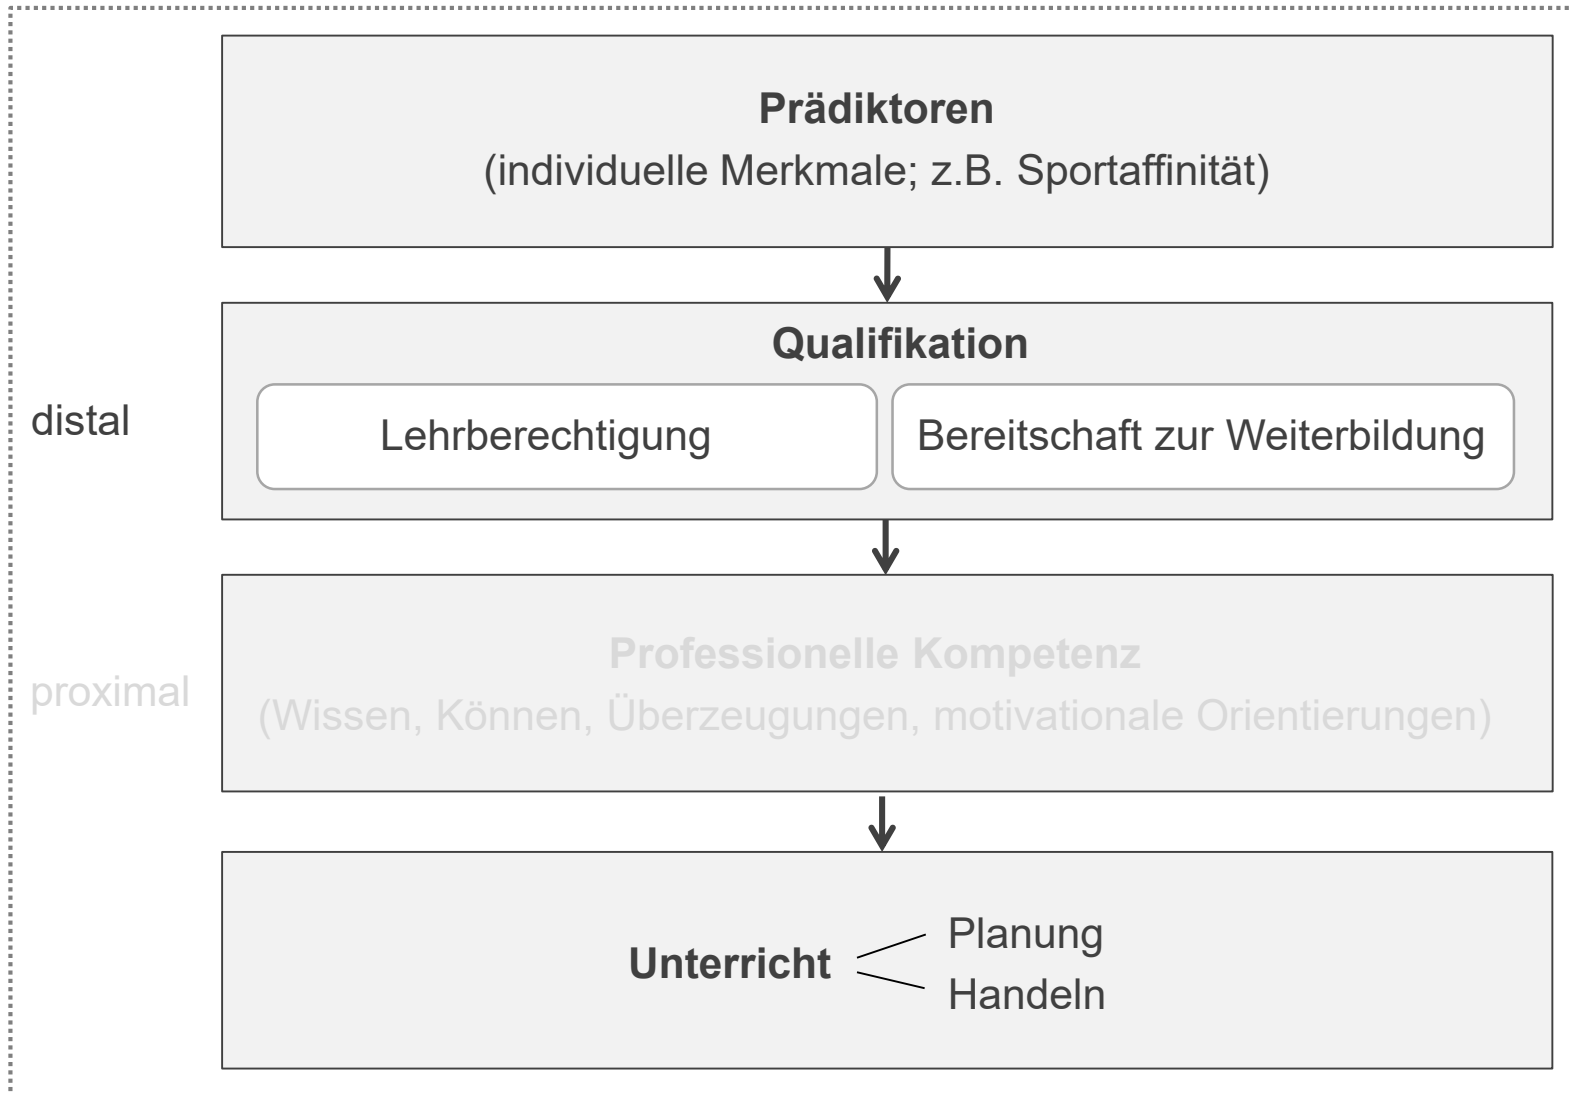 Prädiktoren
(individuelle Merkmale; z.B. Sportaffinität)
Qualifikation
distal
Lehrberechtigung
Bereitschaft zur Weiterbildung
Professionelle Kompetenz
proximal
(Wissen, Können, Überzeugungen, motivationale Orientierungen)
Unterricht
Planung
Handeln